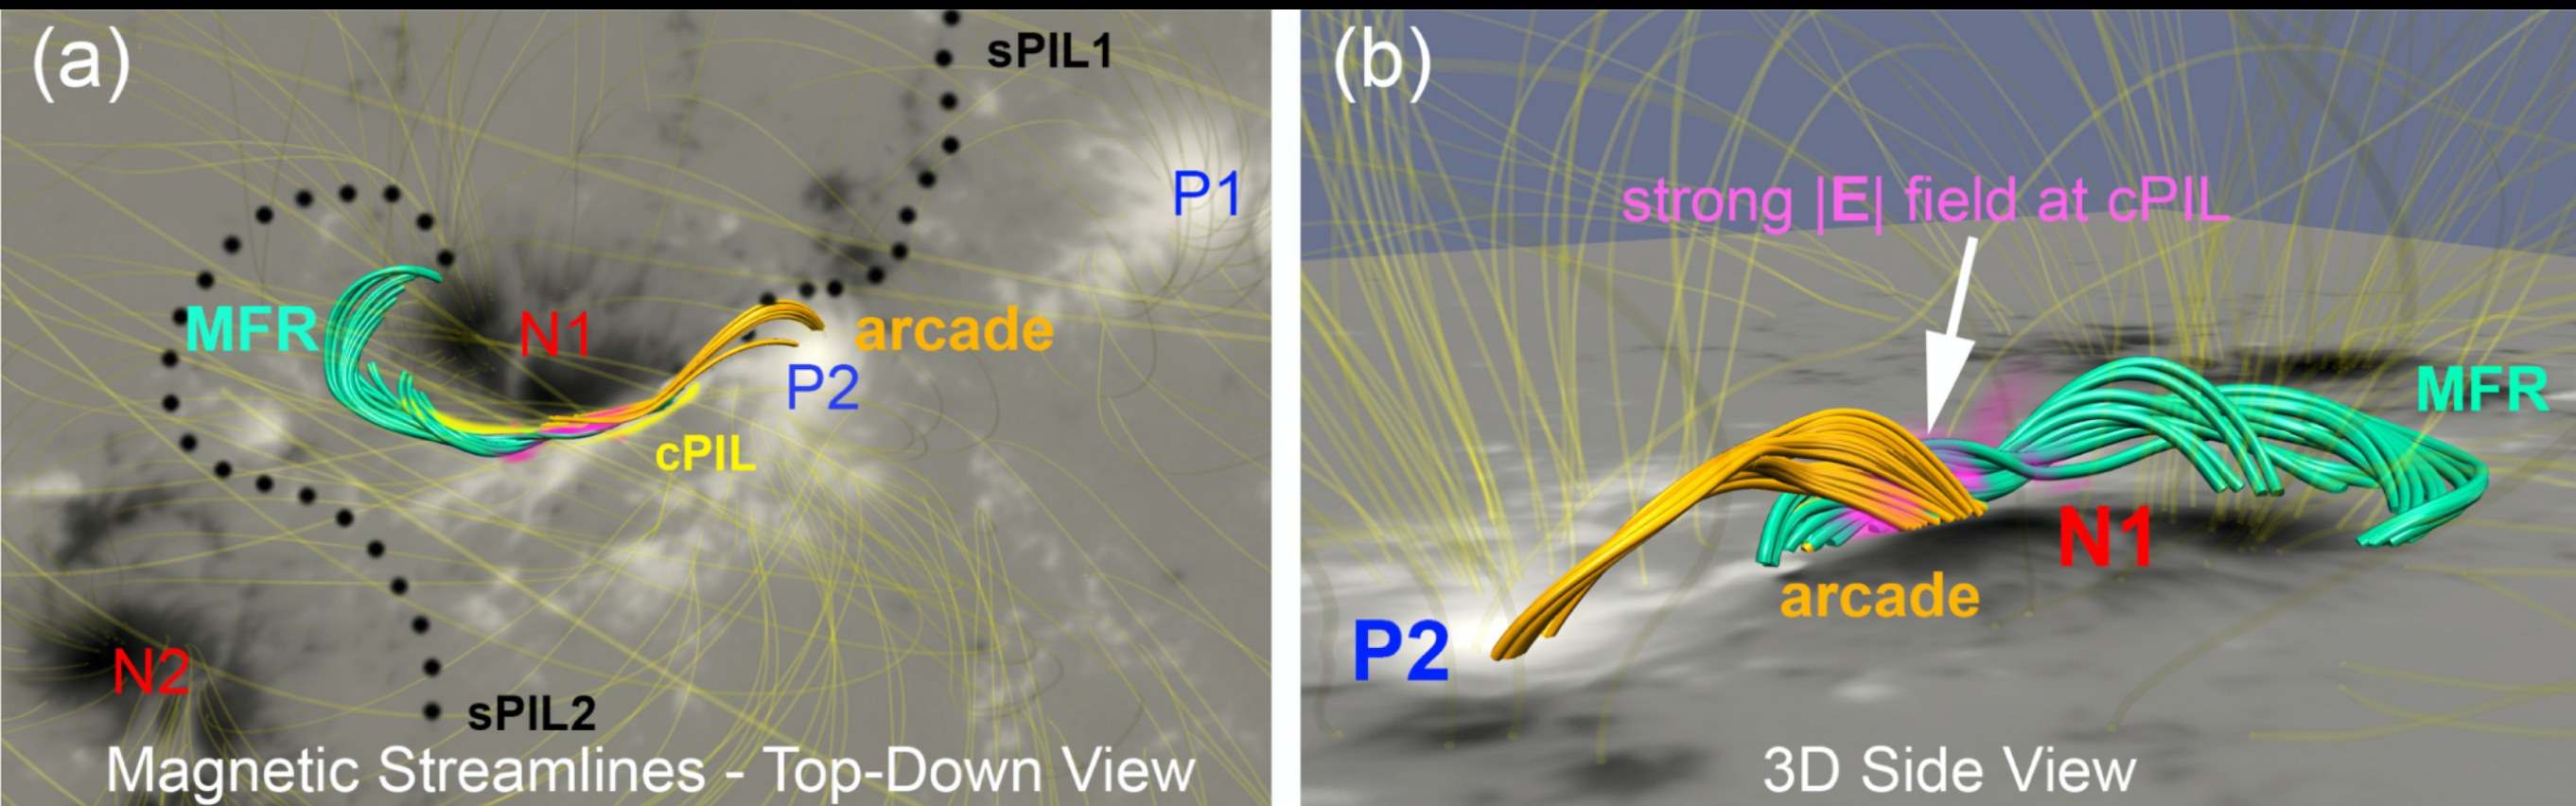 (a)
sPIL1
P1
MFR
N1
arcade
P2
cPIL
N2
sPIL2
Magnetic Streamlines - Top-Down View
(b)
strong |E| field at cPIL
MFR
N1
arcade
P2
3D Side View